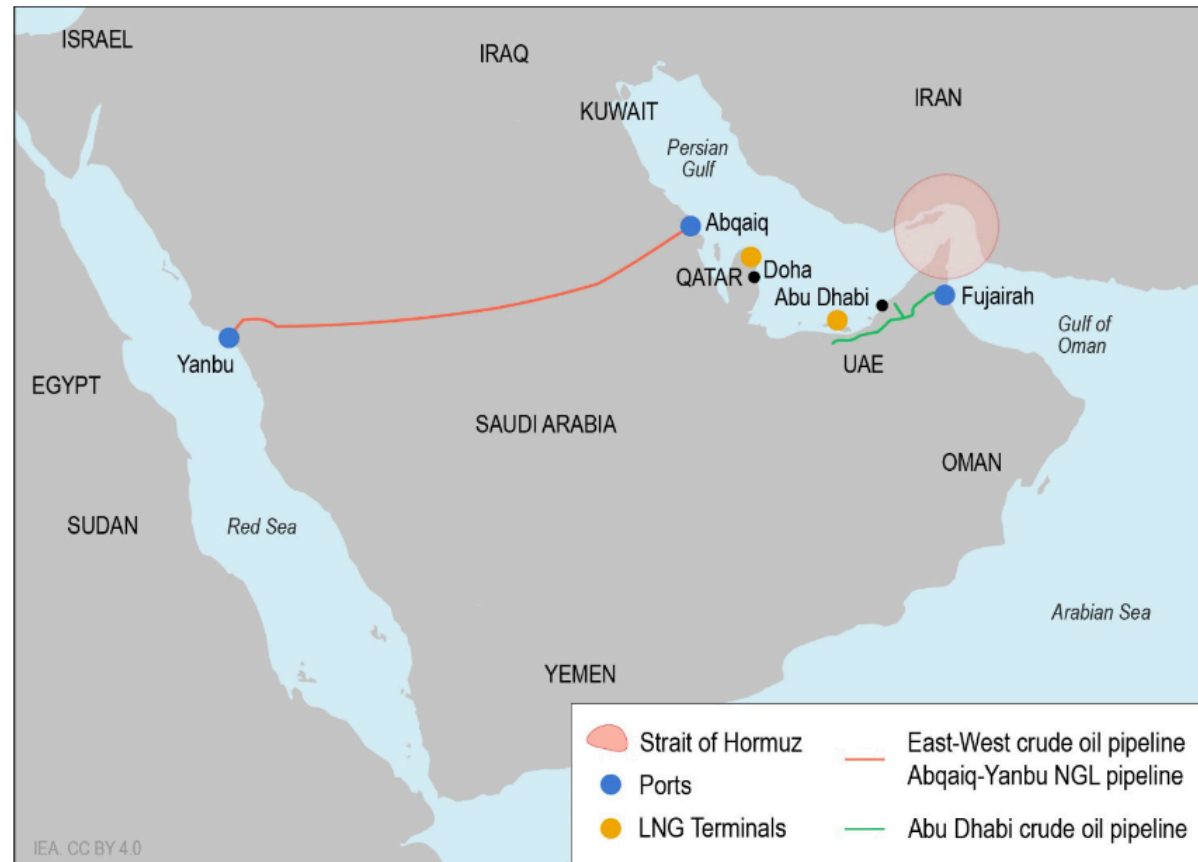 ISRAEL
IRAQ
IRAN
KUWAIT
Persian
Gulf
Abqaiq
QATAR
Doha
Abu Dhabi
Fujairah
Gulf of
Oman
Yanbu
UAE
EGYPT
SAUDI ARABIA
OMAN
SUDAN
Red Sea
Arabian Sea
YEMEN
Strait of Hormuz
Ports
LNG Terminals
East-West crude oil pipeline
Abqaiq-Yanbu NGL pipeline
Abu Dhabi crude oil pipeline
IEA. CC BY 4.0